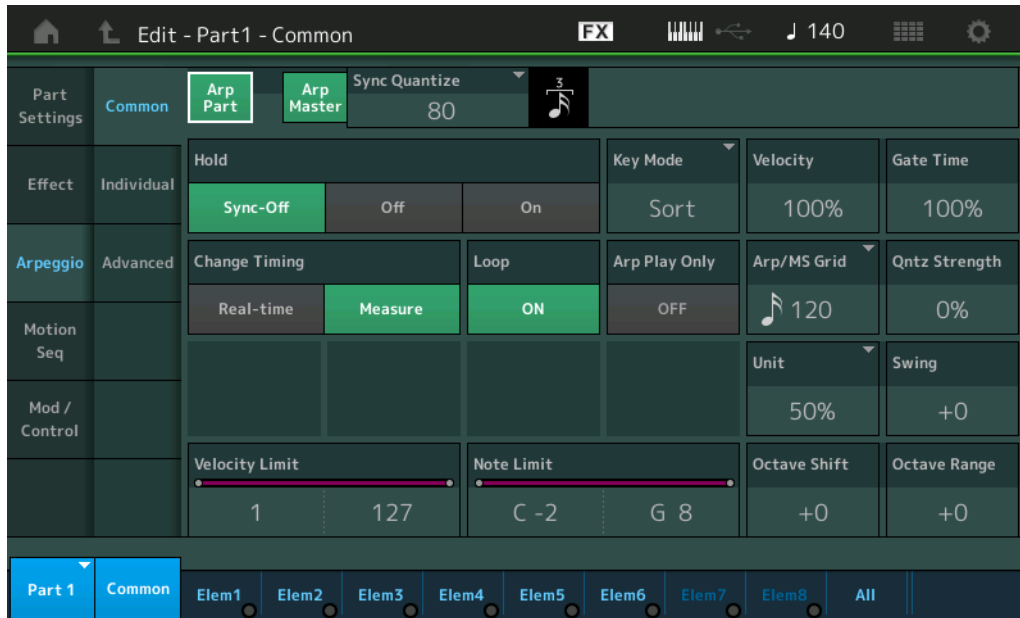 Edit - Part1 - Common
FX
♩ 140
Part
Settings
Common
Arp
Part
Arp
Master
Sync Quantize
80
3
Effect
Individual
Hold
Sync-Off
Off
On
Key Mode
Sort
Velocity
100%
Gate Time
100%
Arpeggio
Advanced
Change Timing
Real-time
Measure
Loop
ON
Arp Play Only
OFF
Arp/MS Grid
120
Qntz Strength
0%
Motion
Seq
Unit
50%
Swing
+0
Mod /
Control
Velocity Limit
1
127
Note Limit
C -2
G 8
Octave Shift
+0
Octave Range
+0
Part 1
Common
Elem1
Elem2
Elem3
Elem4
Elem5
Elem6
Elem7
Elem8
All